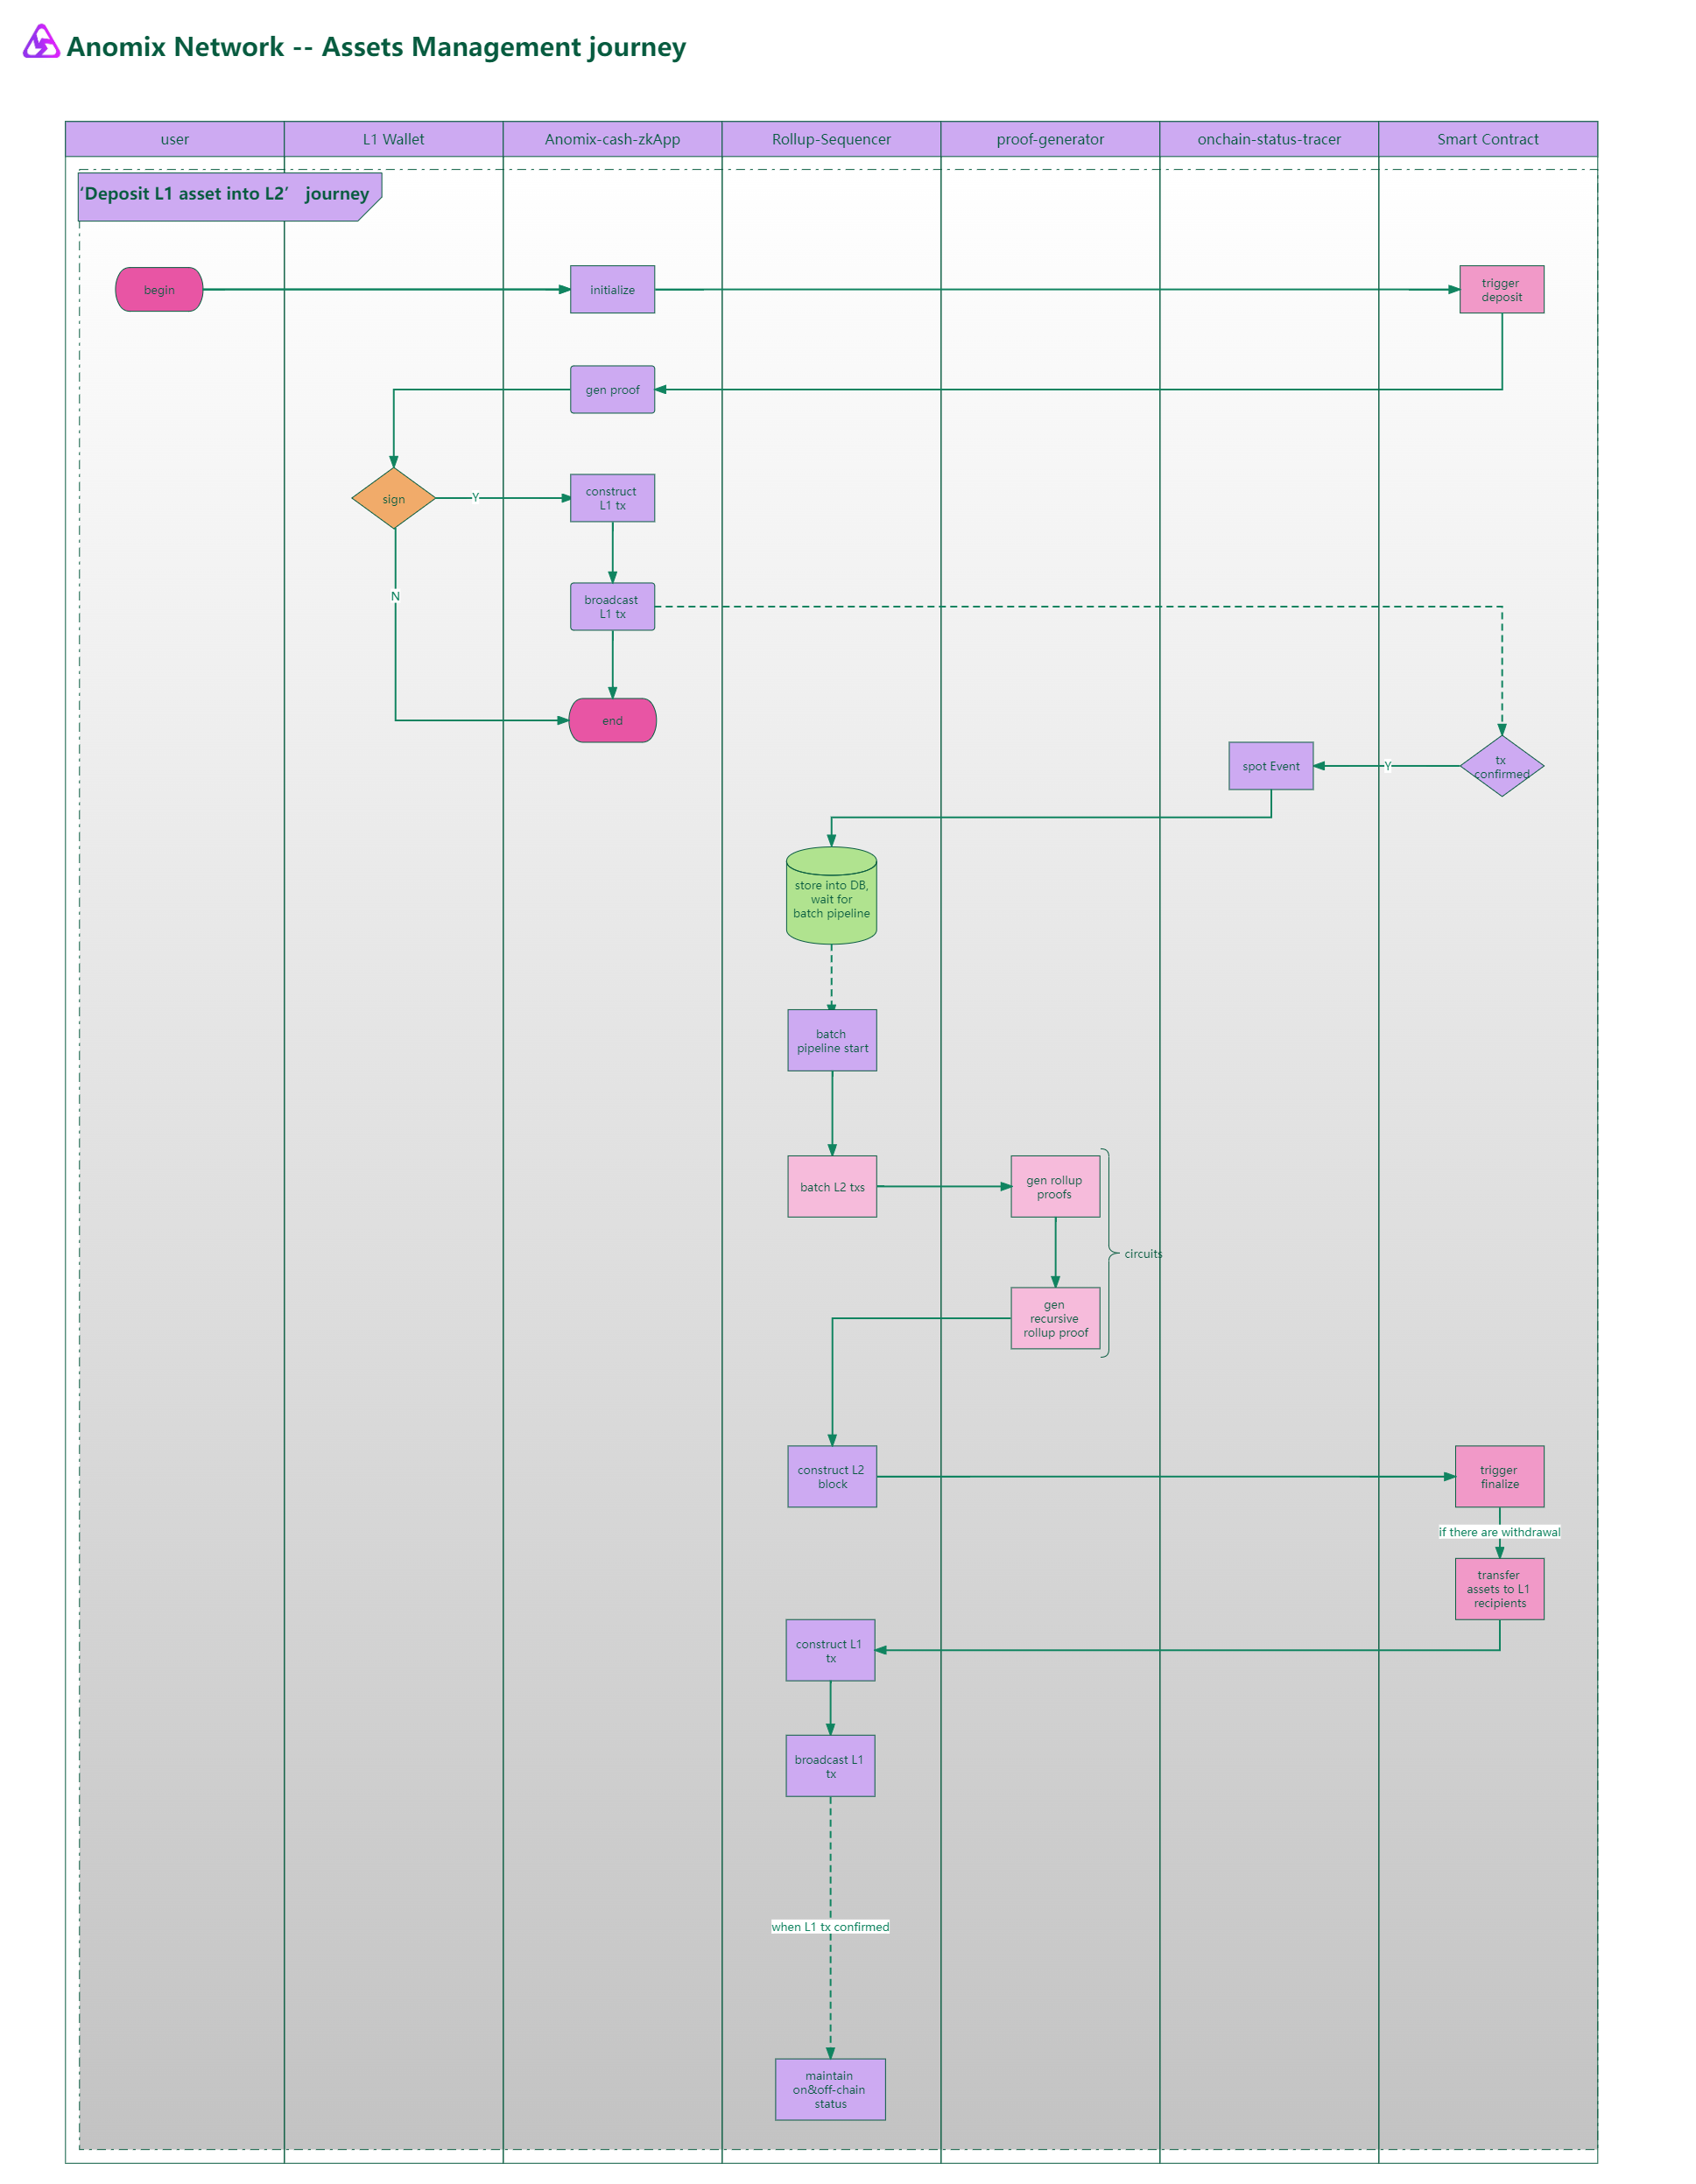 Anomix Network -- Assets Management journey
user
L1 Wallet
Anomix-cash-zkApp
Rollup-Sequencer
proof-generator
onchain-status-tracer
Smart Contract
‘Deposit L1 asset into L2’ journey
begin
initialize
trigger
deposit
gen proof
sign
Y
construct
L1 tx
N
broadcast
L1 tx
end
spot Event
Y
tx
confirmed
store into DB,
wait for
batch pipeline
batch
pipeline start
batch L2 txs
gen rollup
proofs
circuits
gen
recursive
rollup proof
construct L2
block
trigger
finalize
if there are withdrawal
transfer
assets to L1
recipients
construct L1
tx
broadcast L1
tx
when L1 tx confirmed
maintain
on&off-chain
status